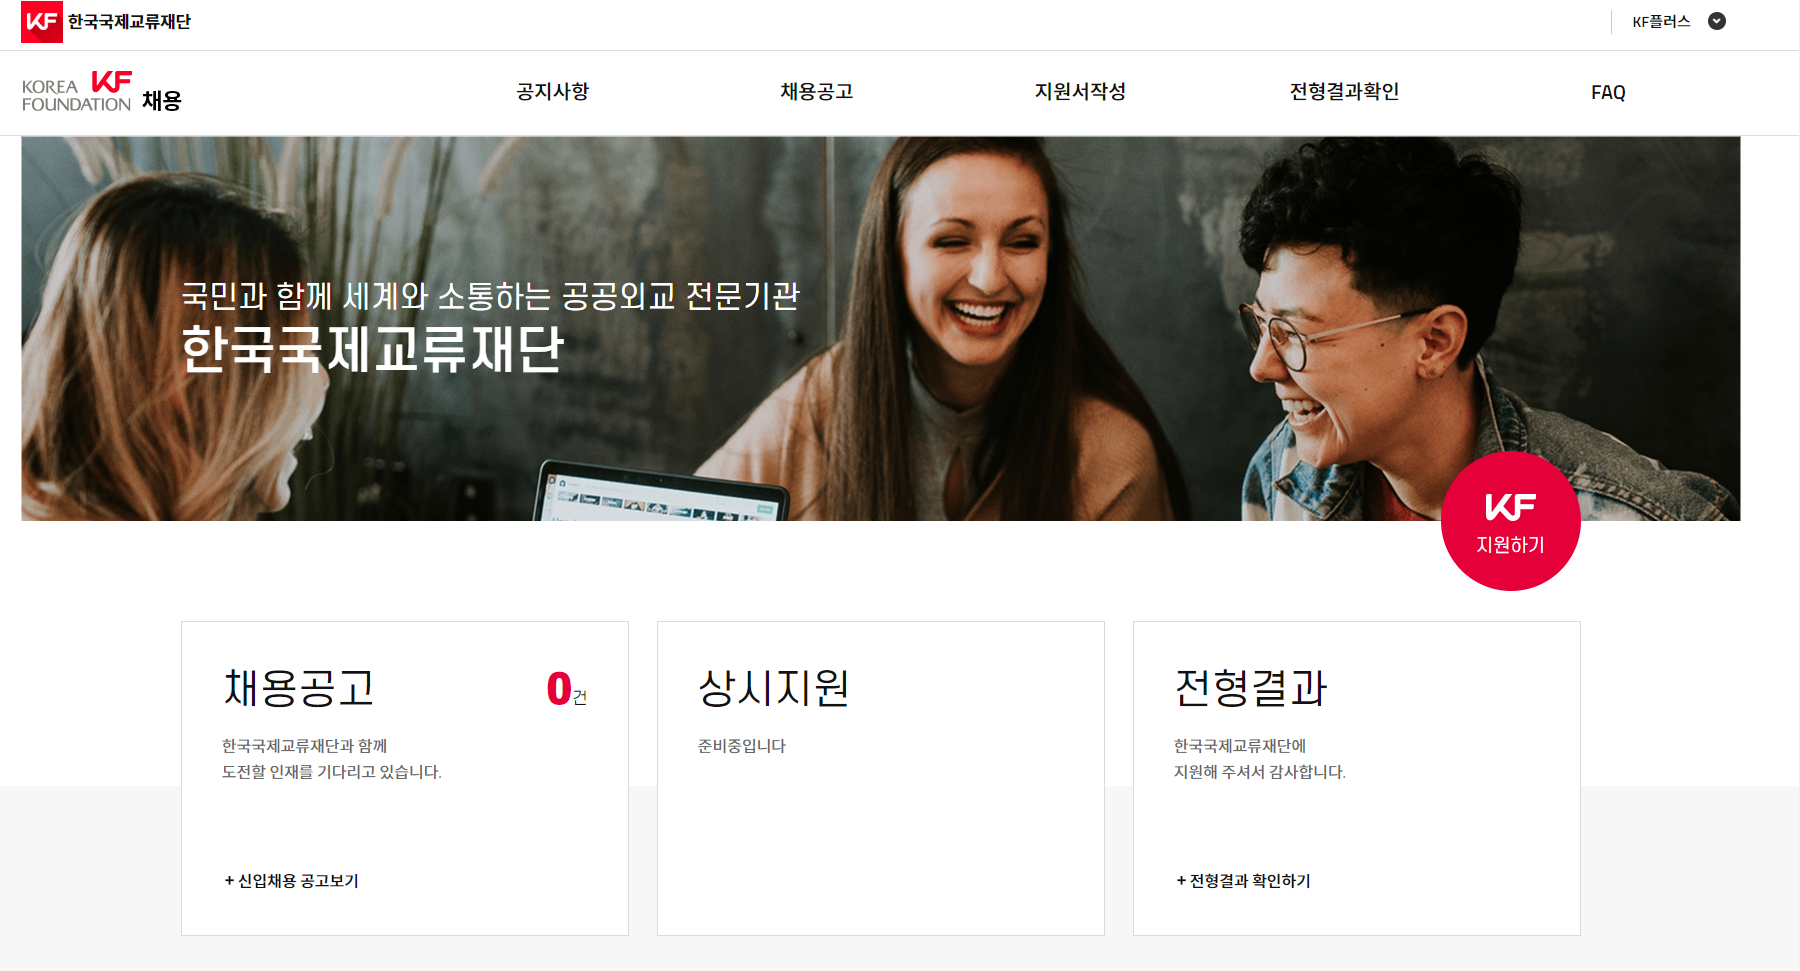 KF 한국국제교류재단
KF플러스
KOREA KF
FOUNDATION 채용
공지사항
채용공고
지원서작성
전형결과확인
FAQ
국민과 함께 세계와 소통하는 공공외교 전문기관
한국국제교류재단
KF
지원하기
채용공고
0건
한국국제교류재단과 함께
도전할 인재를 기다리고 있습니다.
+ 신입채용 공고보기
상시지원
준비중입니다
전형결과
한국국제교류재단에
지원해 주셔서 감사합니다.
+ 전형결과 확인하기